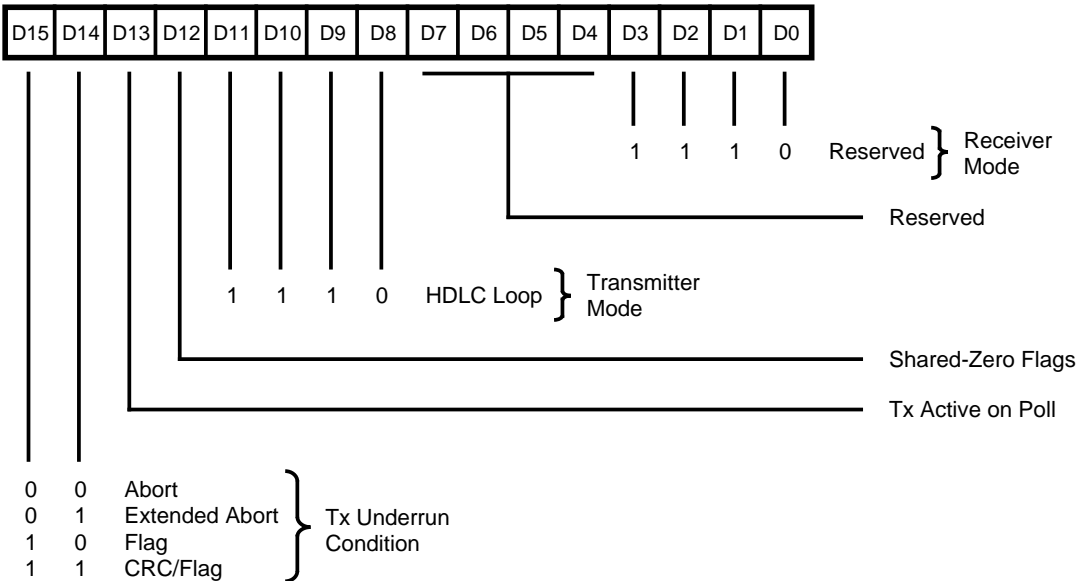 D15 D14 D13 D12 D11 D10 D9 D8 D7 D6 D5 D4 D3 D2 D1 D0
1 1 1 0 Reserved Receiver Mode
Reserved
1 1 1 0 HDLC Loop Transmitter Mode
Shared-Zero Flags
Tx Active on Poll
0 0 Abort
0 1 Extended Abort
1 0 Flag
1 1 CRC/Flag
Tx Underrun
Condition